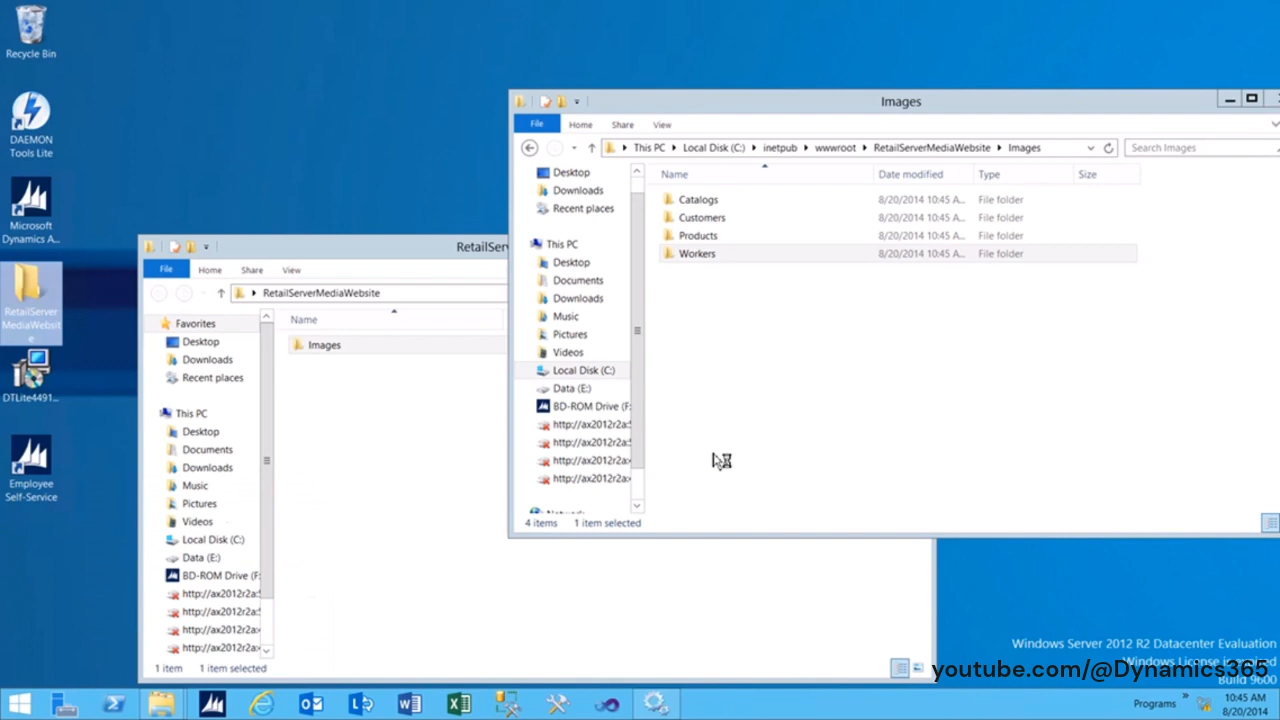 Recycle Bin
DAEMON
Tools Lite
Microsoft
Dynamics A...
RetailServer
MediaWebsit
e
DTLite4491...
Employee
Self-Service
RetailSer
File
Home
Share
View
RetailServerMediaWebsite
Name
Images
Favorites
Desktop
Downloads
Recent places
This PC
Desktop
Documents
Downloads
Music
Pictures
Videos
Local Disk (C:)
Data (E:)
BD-ROM Drive (F:
http://ax2012r2a:
http://ax2012r2a:
http://ax2012r2a:
http://ax2012r2a:
1 item
1 item selected
Images
File
Home
Share
View
This PC
Local Disk (C:)
inetpub
wwwroot
RetailServerMediaWebsite
Images
Search Images
Desktop
Downloads
Recent places
This PC
Desktop
Documents
Downloads
Music
Pictures
Videos
Local Disk (C:)
Data (E:)
BD-ROM Drive (F:
http://ax2012r2a:
http://ax2012r2a:
http://ax2012r2a:
http://ax2012r2a:
Name Date modified Type Size
Catalogs 8/20/2014 10:45 A... File folder
Customers 8/20/2014 10:45 A... File folder
Products 8/20/2014 10:45 A... File folder
Workers 8/20/2014 10:45 A... File folder
4 items
1 item selected
Windows Server 2012 R2 Datacenter Evaluation
Windows License is expired
Build 9600
youtube.com/@Dynamics365
Programs
10:45 AM
8/20/2014